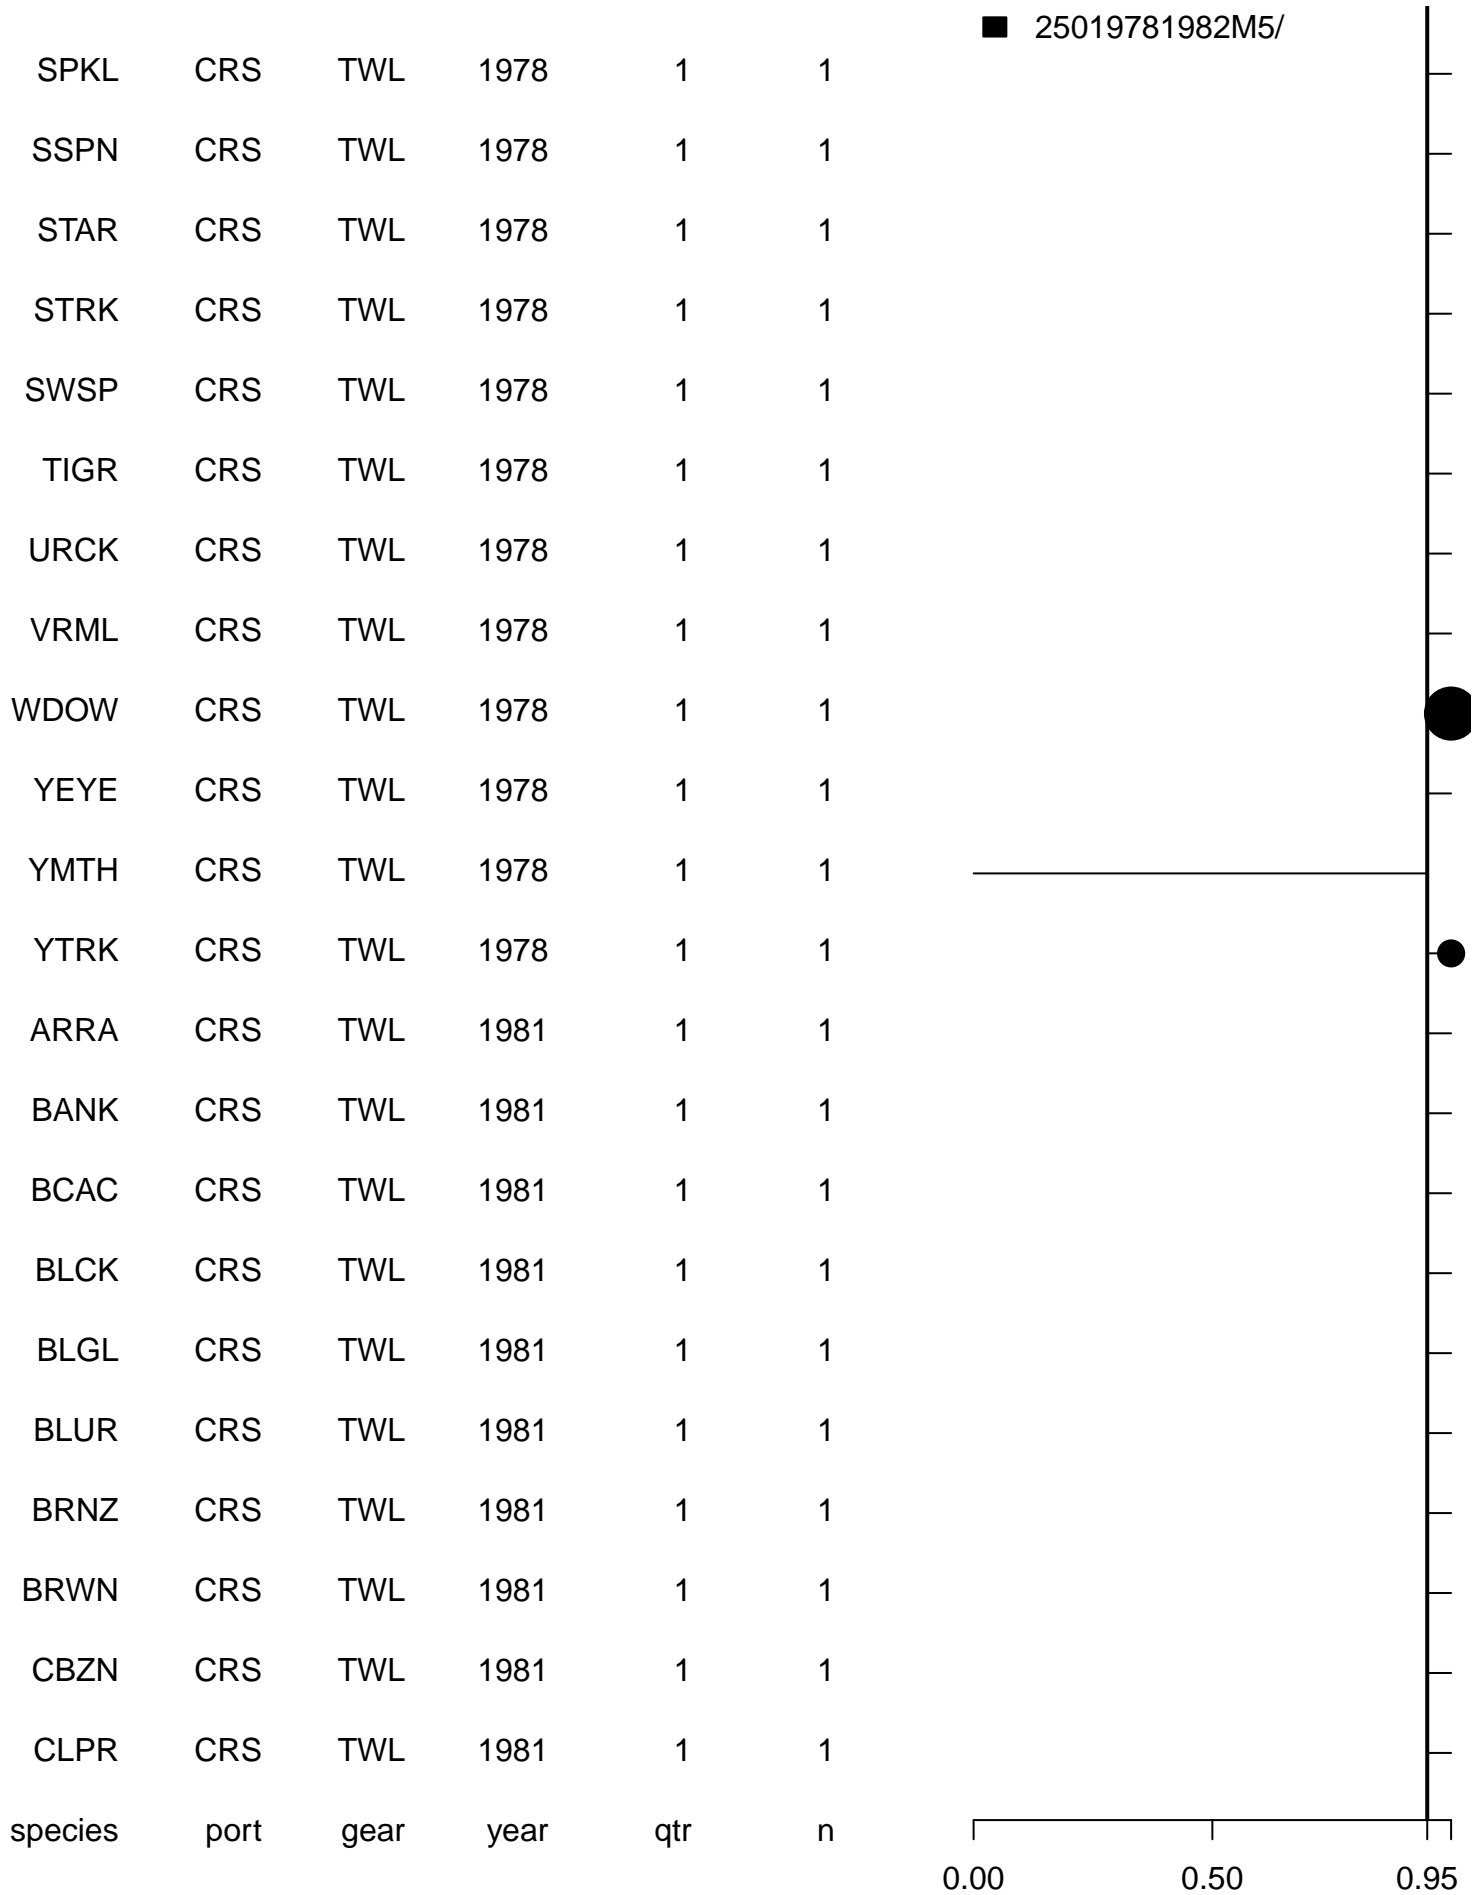 25019781982M5/
SPKL CRS TWL 1978 1 1
SSPN CRS TWL 1978 1 1
STAR CRS TWL 1978 1 1
STRK CRS TWL 1978 1 1
SWSP CRS TWL 1978 1 1
TIGR CRS TWL 1978 1 1
URCK CRS TWL 1978 1 1
VRML CRS TWL 1978 1 1
WDOW CRS TWL 1978 1 1
YEYE CRS TWL 1978 1 1
YMTH CRS TWL 1978 1 1
YTRK CRS TWL 1978 1 1
ARRA CRS TWL 1981 1 1
BANK CRS TWL 1981 1 1
BCAC CRS TWL 1981 1 1
BLCK CRS TWL 1981 1 1
BLGL CRS TWL 1981 1 1
BLUR CRS TWL 1981 1 1
BRNZ CRS TWL 1981 1 1
BRWN CRS TWL 1981 1 1
CBZN CRS TWL 1981 1 1
CLPR CRS TWL 1981 1 1
species port gear year qtr n
0.00 0.50 0.95